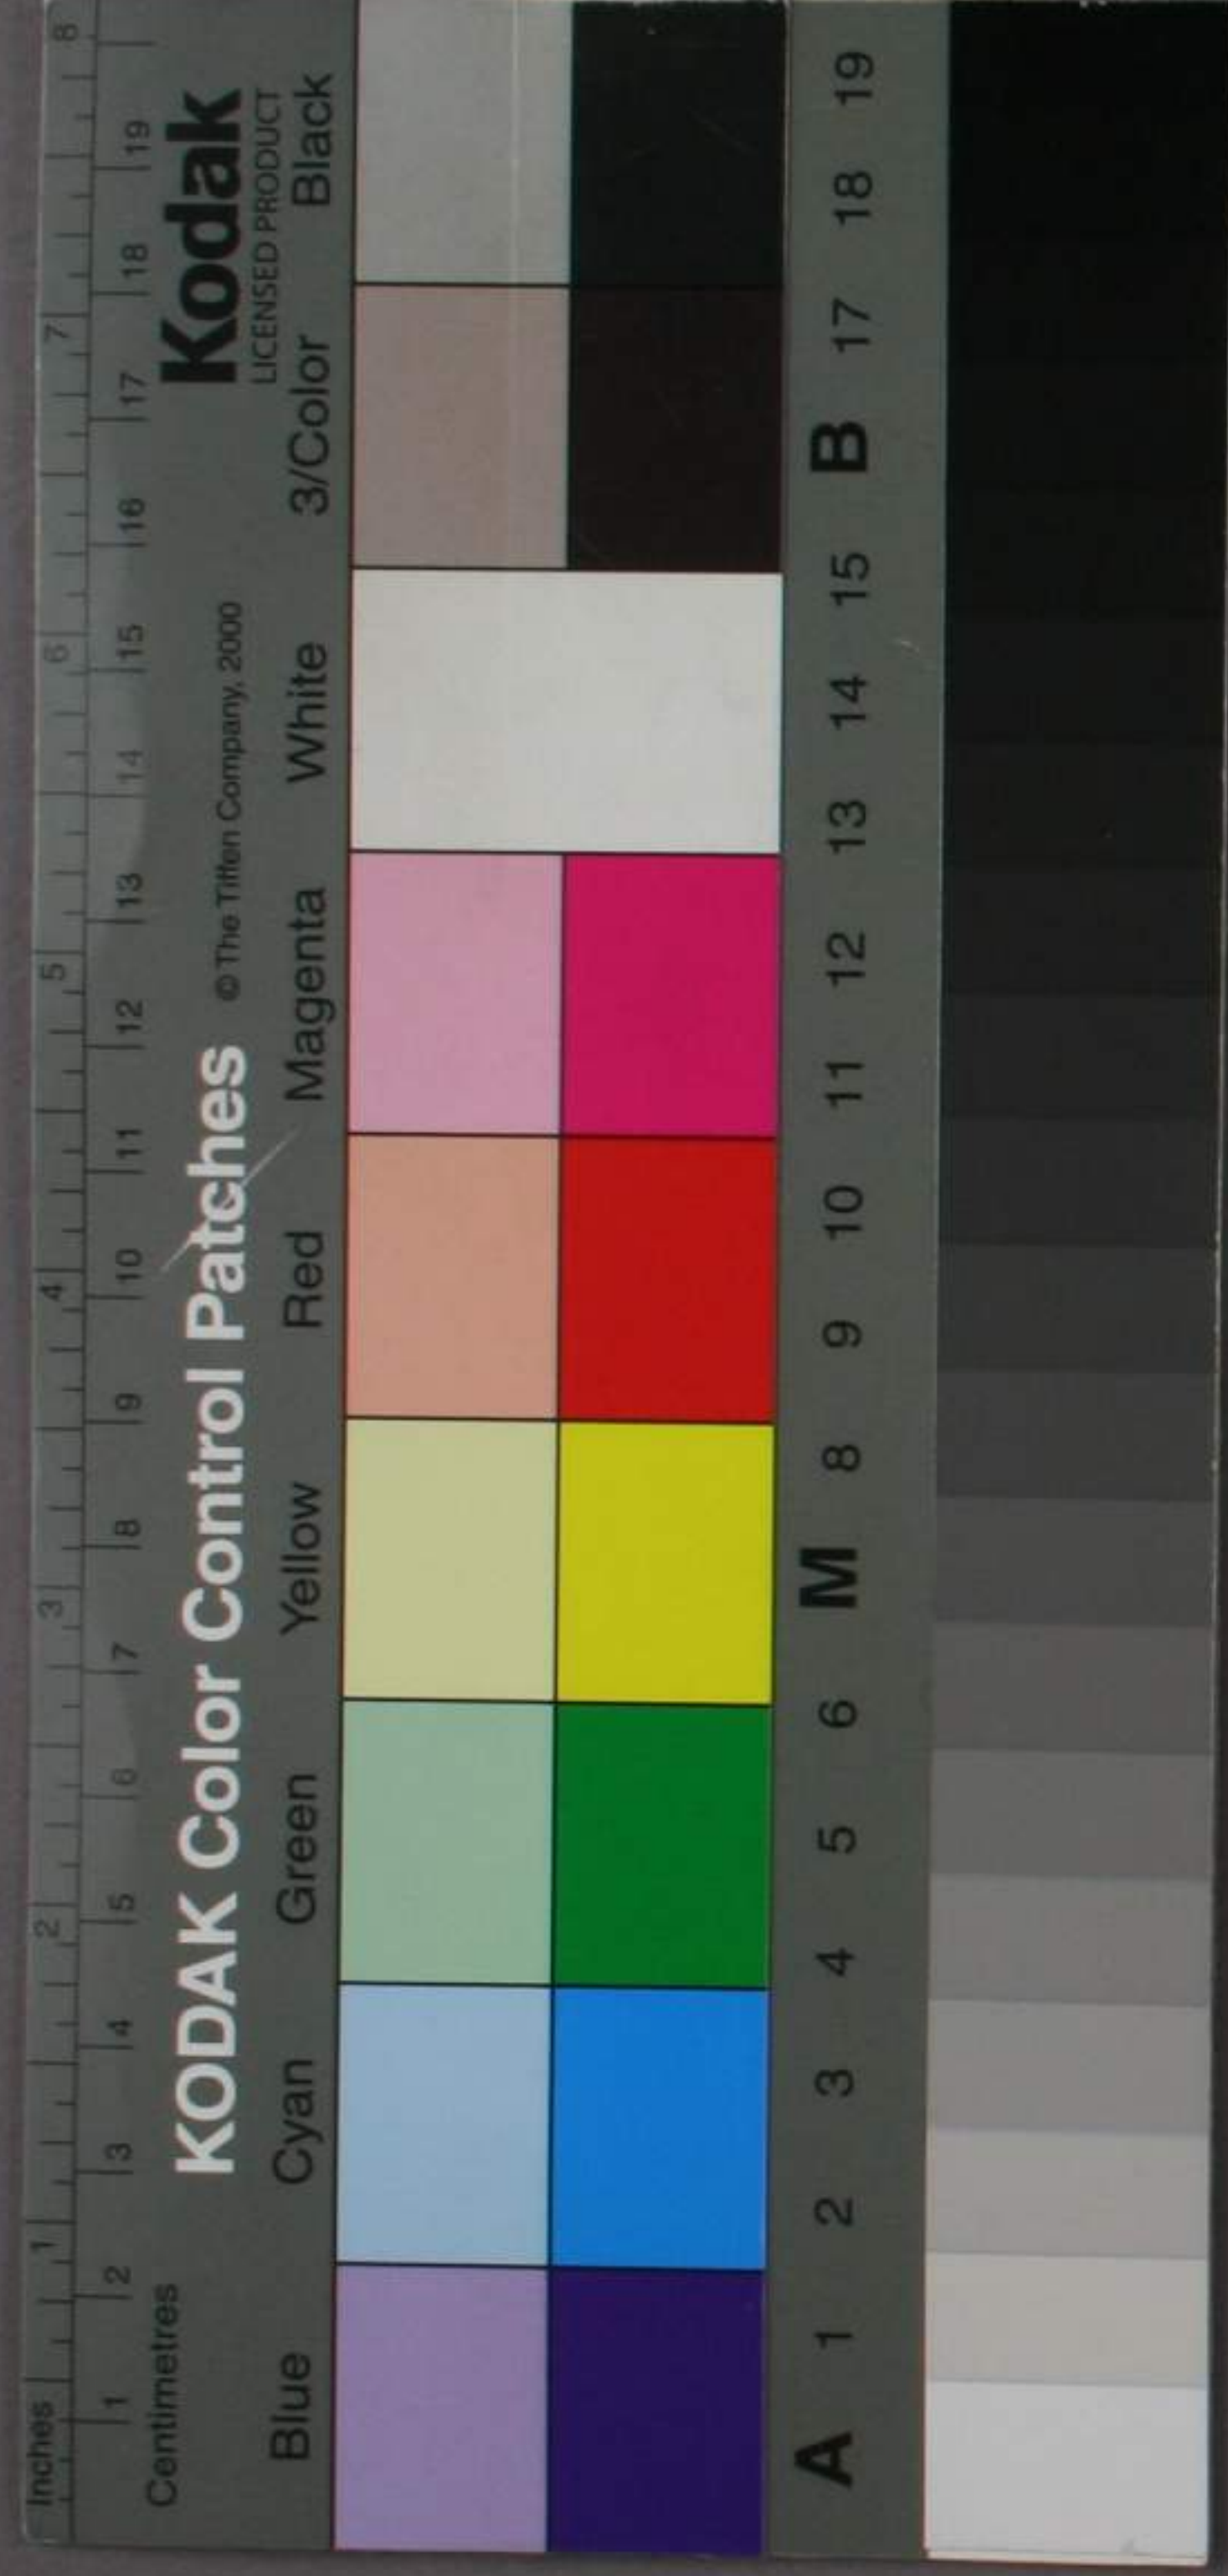 Inches 1 2 3 4 5 6 7 8
Centimetres 1 2 3 4 5 6 7 8 9 10 11 12 13 14 15 16 17 18 19
KODAK Color Control Patches © The Tiffen Company, 2000 Kodak
LICENSED PRODUCT
Blue Cyan Green Yellow Red Magenta White 3/Color Black
A 1 2 3 4 5 6 M 8 9 10 11 12 13 14 15 B 17 18 19